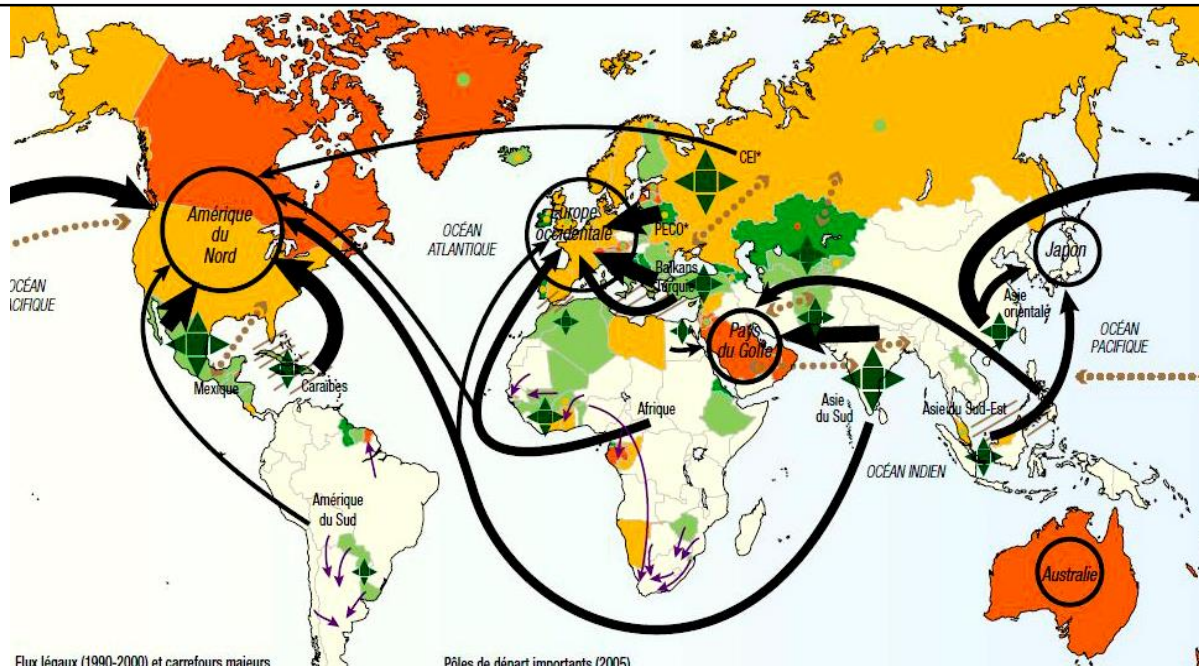 CEI*
Amérique
du
Nord
OCÉAN
ATLANTIQUE
Europe
occidentale
PECO*
Japon
OCÉAN
PACIFIQUE
Balkans
Turquie
Asie
orientale
Pays
du Golfe
OCÉAN
PACIFIQUE
Mexique
Caraïbes
Afrique
Asie
du Sud
Asie du Sud-Est
OCÉAN INDIEN
Amérique
du Sud
Australie
Flux légaux (1990-2000) et carrefours majeurs
Pôles de départ importants (2005)